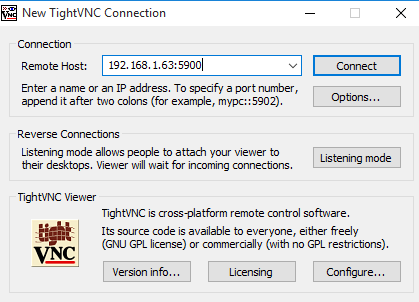 New TightVNC Connection
Connection
Remote Host:
192.168.1.63:5900
Connect
Enter a name or an IP address. To specify a port number,
append it after two colons (for example, mypc::5902).
Options...
Reverse Connections
Listening mode allows people to attach your viewer to
their desktops. Viewer will wait for incoming connections.
Listening mode
TightVNC Viewer
tight
VNC
TightVNC is cross-platform remote control software.
Its source code is available to everyone, either freely
(GNU GPL license) or commercially (with no GPL restrictions).
Version info...
Licensing
Configure...